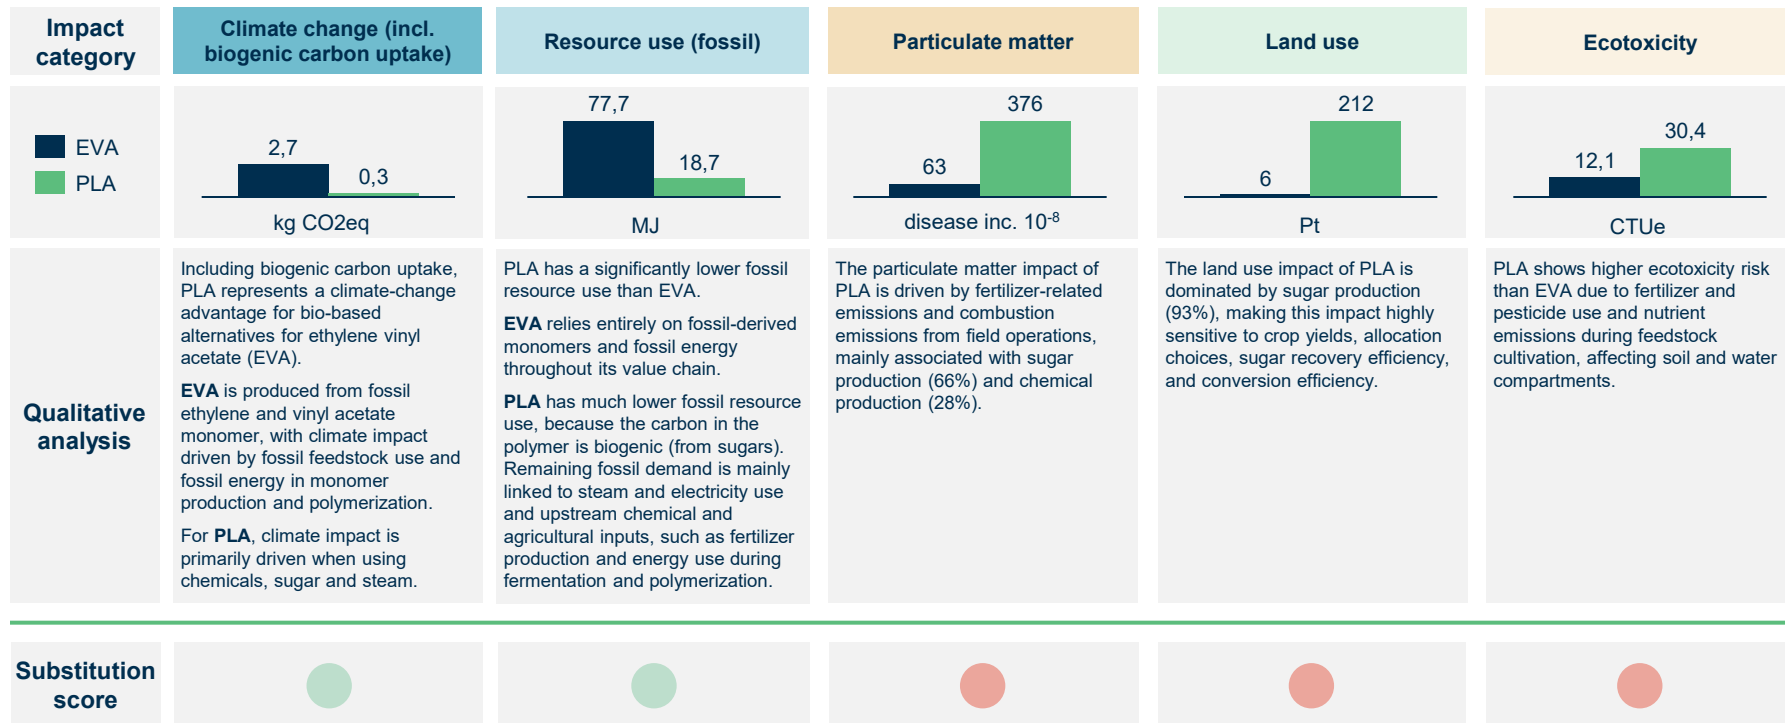 Impact
category
Climate change (incl.
biogenic carbon uptake)
Resource use (fossil)
Particulate matter
Land use
Ecotoxicity
EVA
PLA
2,7
0,3
kg CO2eq
77,7
18,7
MJ
63
376
disease inc. 10⁻⁸
6
212
Pt
12,1
30,4
CTUe
Qualitative
analysis
Including biogenic carbon uptake,
PLA represents a climate-change
advantage for bio-based
alternatives for ethylene vinyl
acetate (EVA).
EVA is produced from fossil
ethylene and vinyl acetate
monomer, with climate impact
driven by fossil feedstock use and
fossil energy in monomer
production and polymerization.
For PLA, climate impact is
primarily driven when using
chemicals, sugar and steam.
PLA has a significantly lower fossil
resource use than EVA.
EVA relies entirely on fossil-derived
monomers and fossil energy
throughout its value chain.
PLA has much lower fossil resource
use, because the carbon in the
polymer is biogenic (from sugars).
Remaining fossil demand is mainly
linked to steam and electricity use
and upstream chemical and
agricultural inputs, such as fertilizer
production and energy use during
fermentation and polymerization.
The particulate matter impact of
PLA is driven by fertilizer-related
emissions and combustion
emissions from field operations,
mainly associated with sugar
production (66%) and chemical
production (28%).
The land use impact of PLA is
dominated by sugar production
(93%), making this impact highly
sensitive to crop yields, allocation
choices, sugar recovery efficiency,
and conversion efficiency.
PLA shows higher ecotoxicity risk
than EVA due to fertilizer and
pesticide use and nutrient
emissions during feedstock
cultivation, affecting soil and water
compartments.
Substitution
score